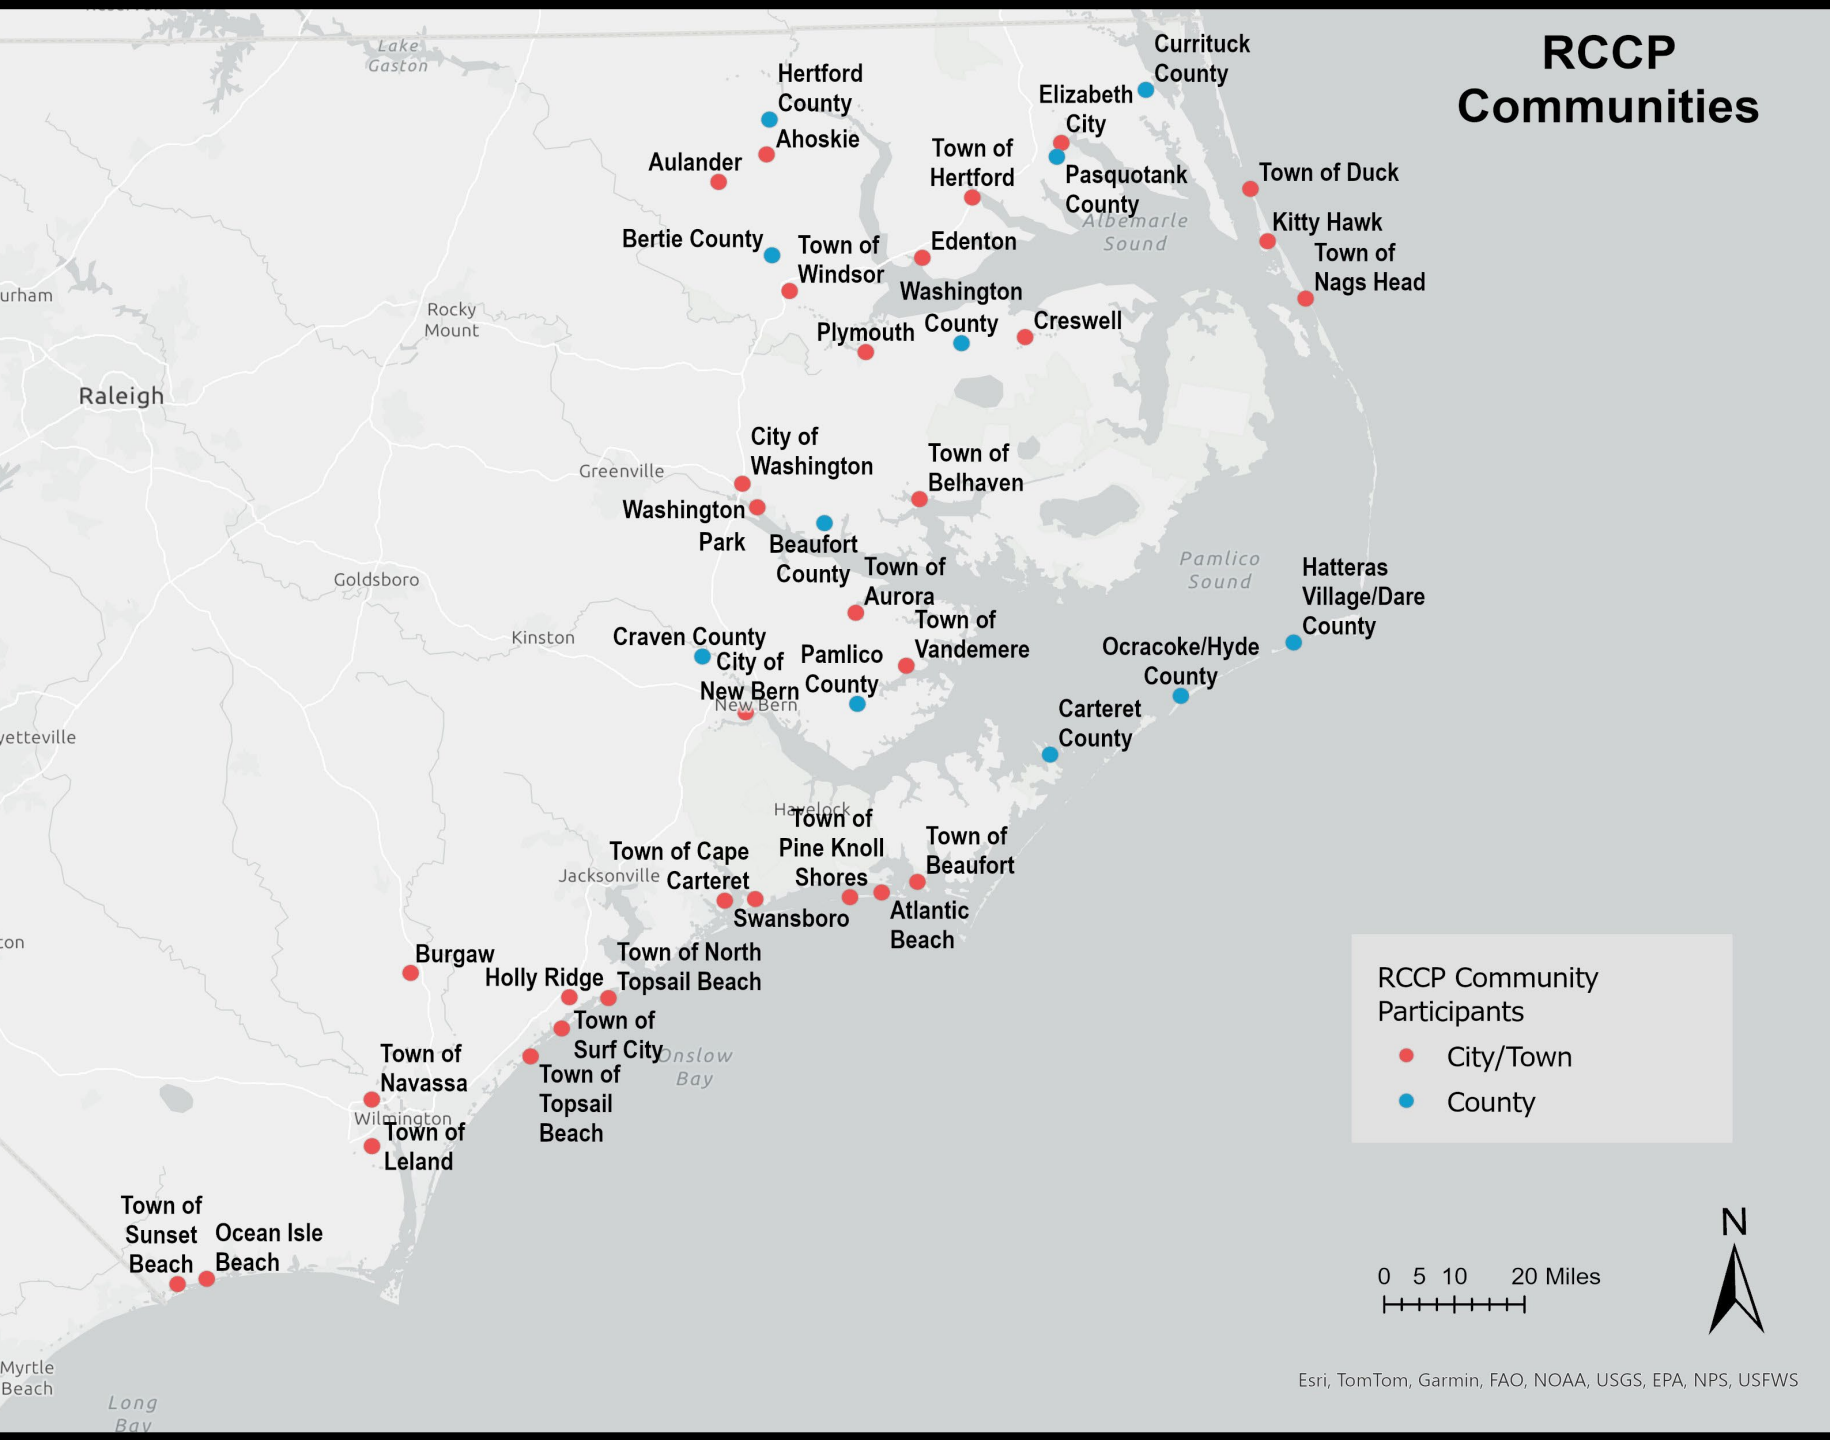 RCCP
Communities
Lake
Gaston
Hertford
County
Ahoskie
Aulander
Currituck
County
Elizabeth
City
Town of
Hertford
Pasquotank
County
Albemarle
Sound
Town of Duck
Kitty Hawk
Town of
Nags Head
Bertie County
Town of
Windsor
Edenton
Washington
County
Creswell
Plymouth
urham
Rocky
Mount
Raleigh
City of
Washington
Greenville
Washington
Park
Town of
Belhaven
Beaufort
County
Town of
Aurora
Pamlico
Sound
Hatteras
Village/Dare
County
Goldsboro
Kinston
Craven County
City of
New Bern
New Bern
Pamlico
County
Town of
Vandemere
Ocracoke/Hyde
County
Carteret
County
yetteville
Havelock
Town of
Pine Knoll
Shores
Town of
Beaufort
Town of Cape
Carteret
Jacksonville
Swansboro
Atlantic
Beach
ton
Burgaw
Holly Ridge
Town of North
Topsail Beach
Town of
Surf City
Onslow
Bay
Town of
Topsail
Beach
Town of
Navassa
Wilmington
Town of
Leland
Town of
Sunset
Beach
Ocean Isle
Beach
Myrtle
Beach
Long
Bay
RCCP Community
Participants
City/Town
County
N
0 5 10 20 Miles
Esri, TomTom, Garmin, FAO, NOAA, USGS, EPA, NPS, USFWS